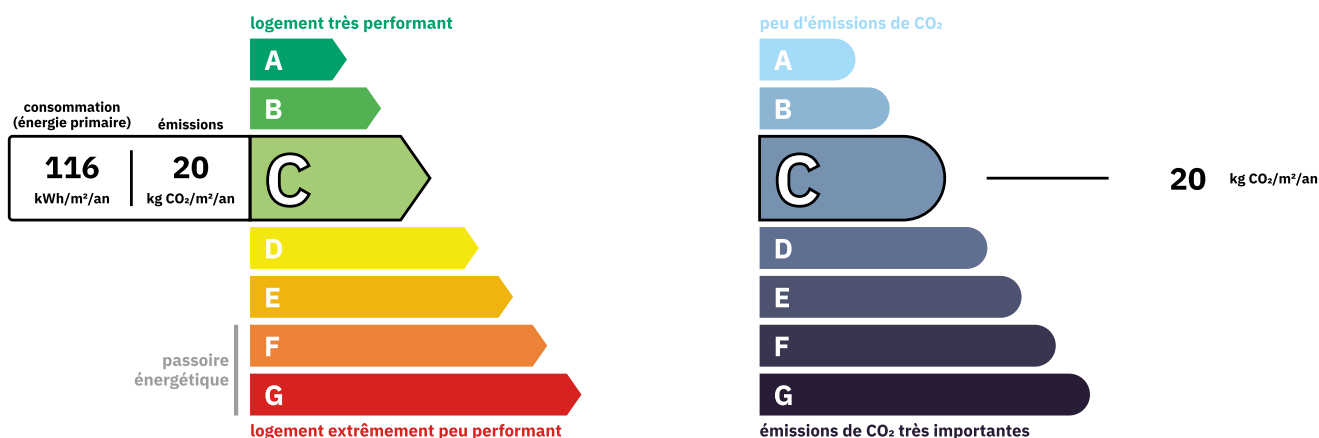 logement très performant
A
B
consommation
(énergie primaire)
émissions
116
kWh/m²/an
20
kg CO₂/m²/an
C
D
E
F
G
passoire
énergétique
logement extrêmement peu performant
peu d'émissions de CO₂
A
B
C
20 kg CO₂/m²/an
D
E
F
G
émissions de CO₂ très importantes